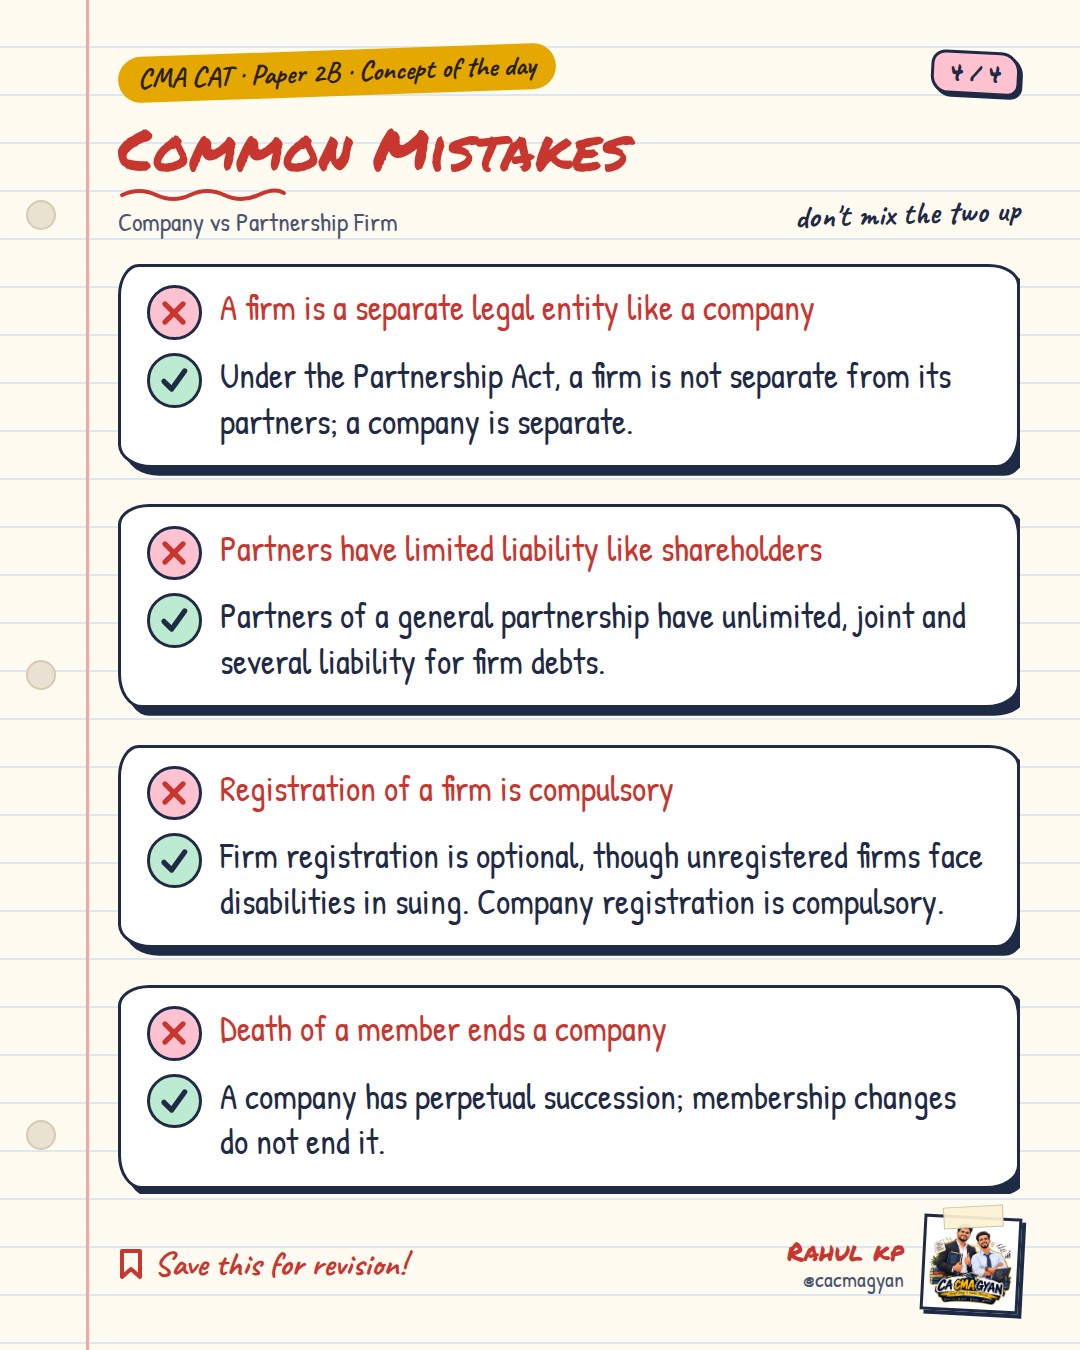 CMA CAT · Paper 2B · Concept of the day
4 / 4
Common Mistakes
Company vs Partnership Firm
don't mix the two up
A firm is a separate legal entity like a company
Under the Partnership Act, a firm is not separate from its
partners; a company is separate.
Partners have limited liability like shareholders
Partners of a general partnership have unlimited, joint and
several liability for firm debts.
Registration of a firm is compulsory
Firm registration is optional, though unregistered firms face
disabilities in suing. Company registration is compulsory.
Death of a member ends a company
A company has perpetual succession; membership changes
do not end it.
Save this for revision!
Rahul KP
@cacmagyan
CA CMA GYAN